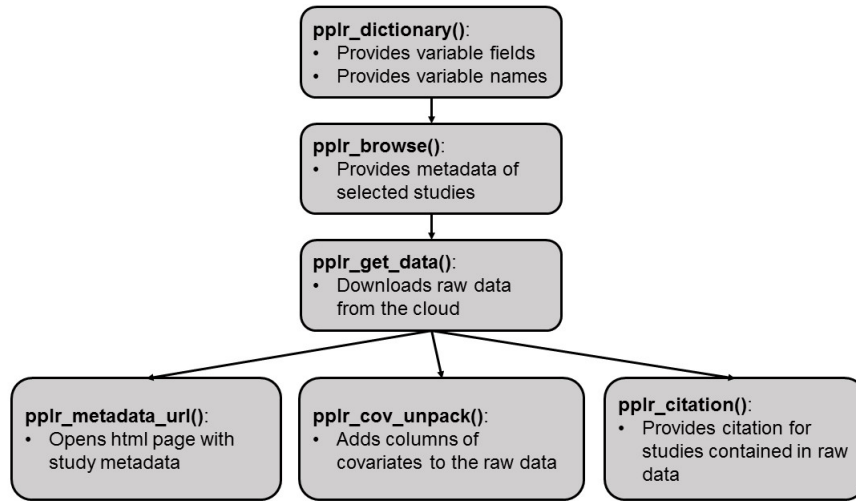 pplr_dictionary():
• Provides variable fields
• Provides variable names
pplr_browse():
• Provides metadata of
selected studies
pplr_get_data():
• Downloads raw data
from the cloud
pplr_metadata_url():
• Opens html page with
study metadata
pplr_cov_unpack():
• Adds columns of
covariates to the raw data
pplr_citation():
• Provides citation for
studies contained in raw
data